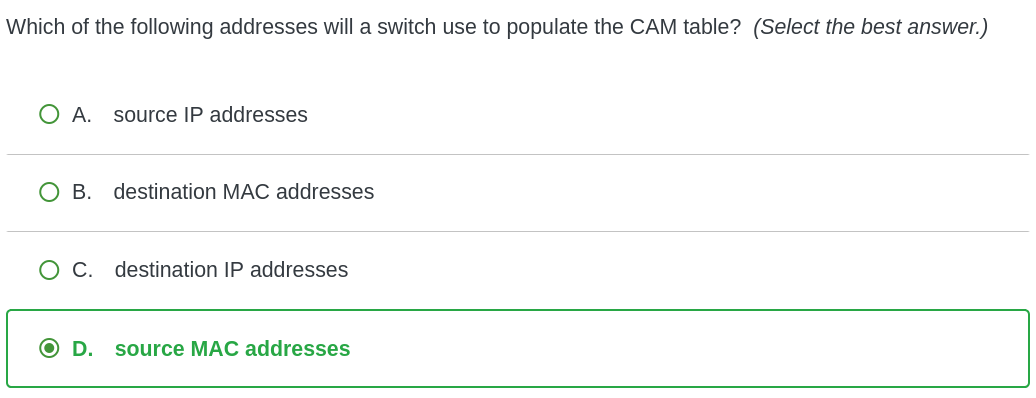 Which of the following addresses will a switch use to populate the CAM table?  (Select the best answer.)
A. source IP addresses
B. destination MAC addresses
C. destination IP addresses
D. source MAC addresses